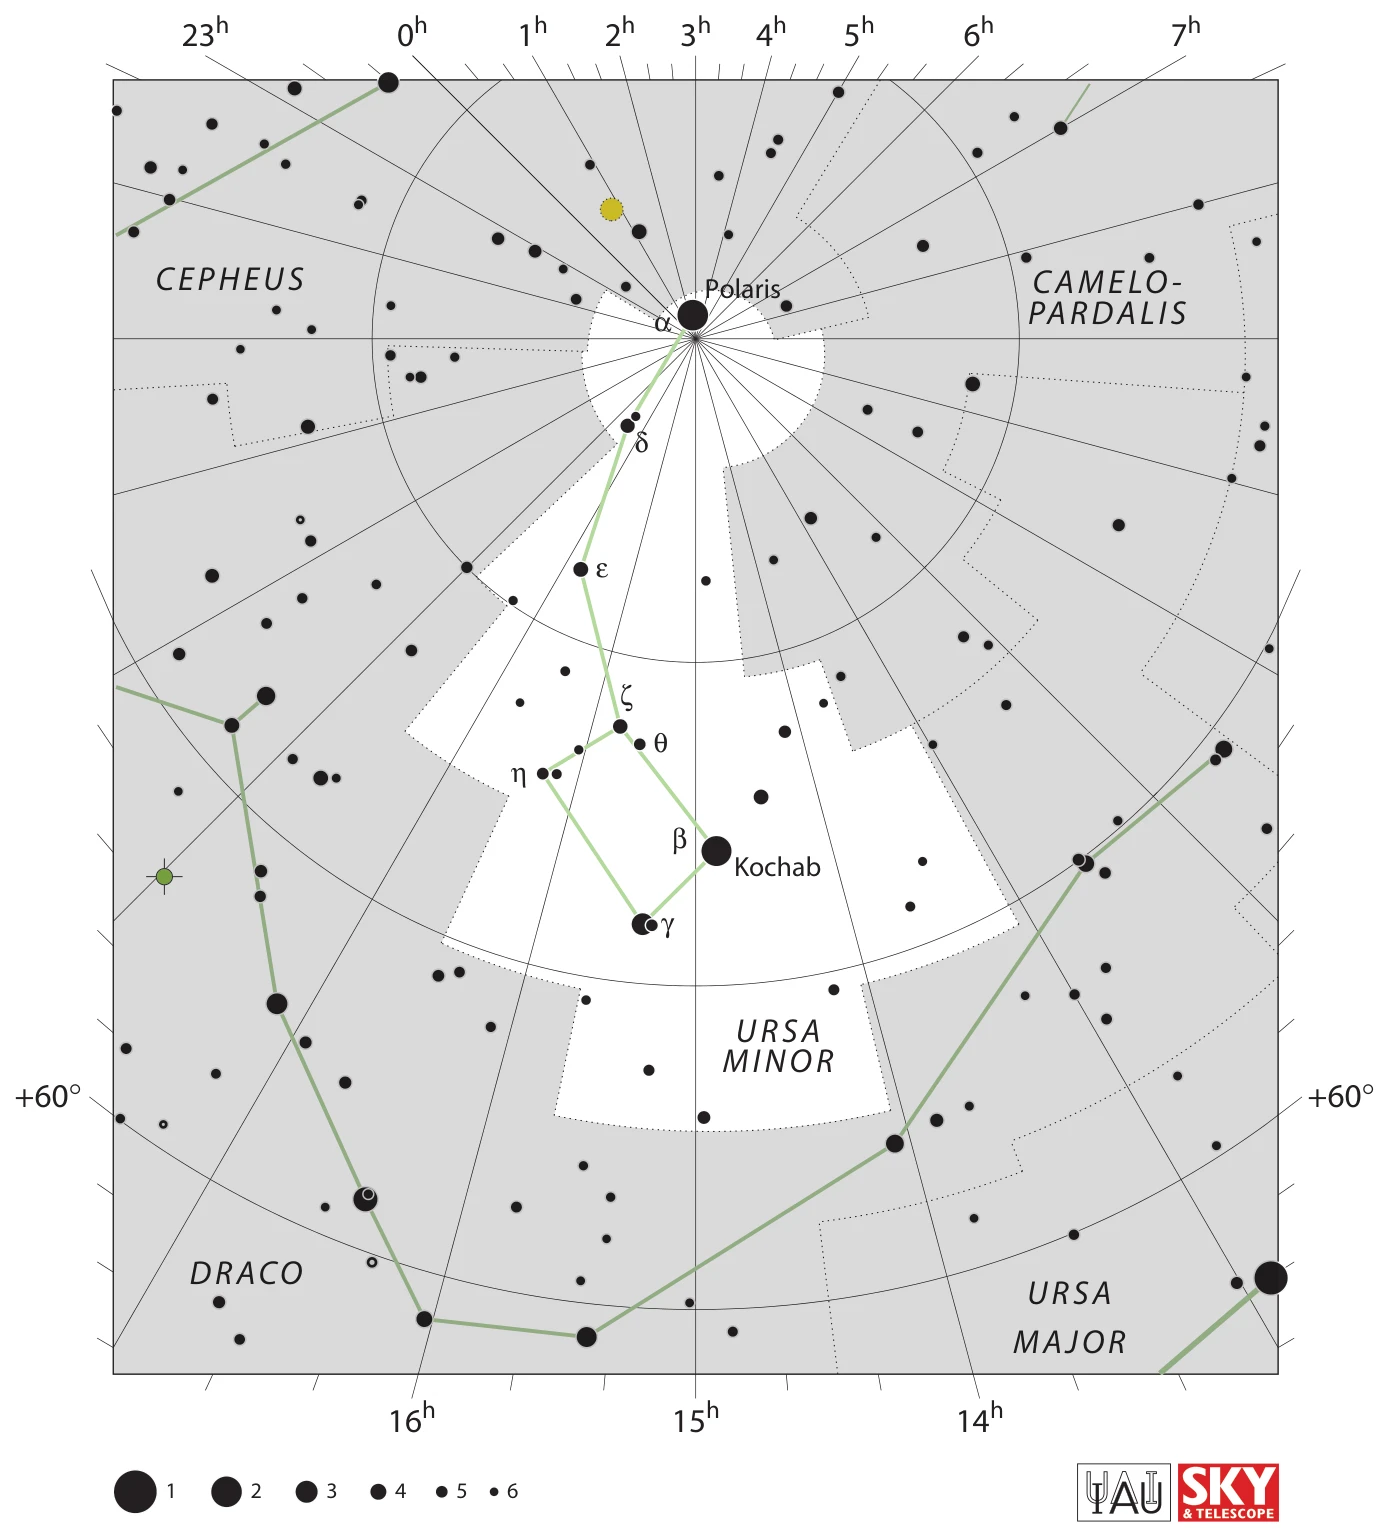 23h 0h 1h 2h 3h 4h 5h 6h 7h
CEPHEUS
Polaris
α
CAMELO-
PARDALIS
δ
ε
ζ
θ
η
β
Kochab
γ
URSA
MINOR
+60° +60°
DRACO
URSA
MAJOR
16h 15h 14h
1 2 3 4 5 6
IAU
SKY
& TELESCOPE